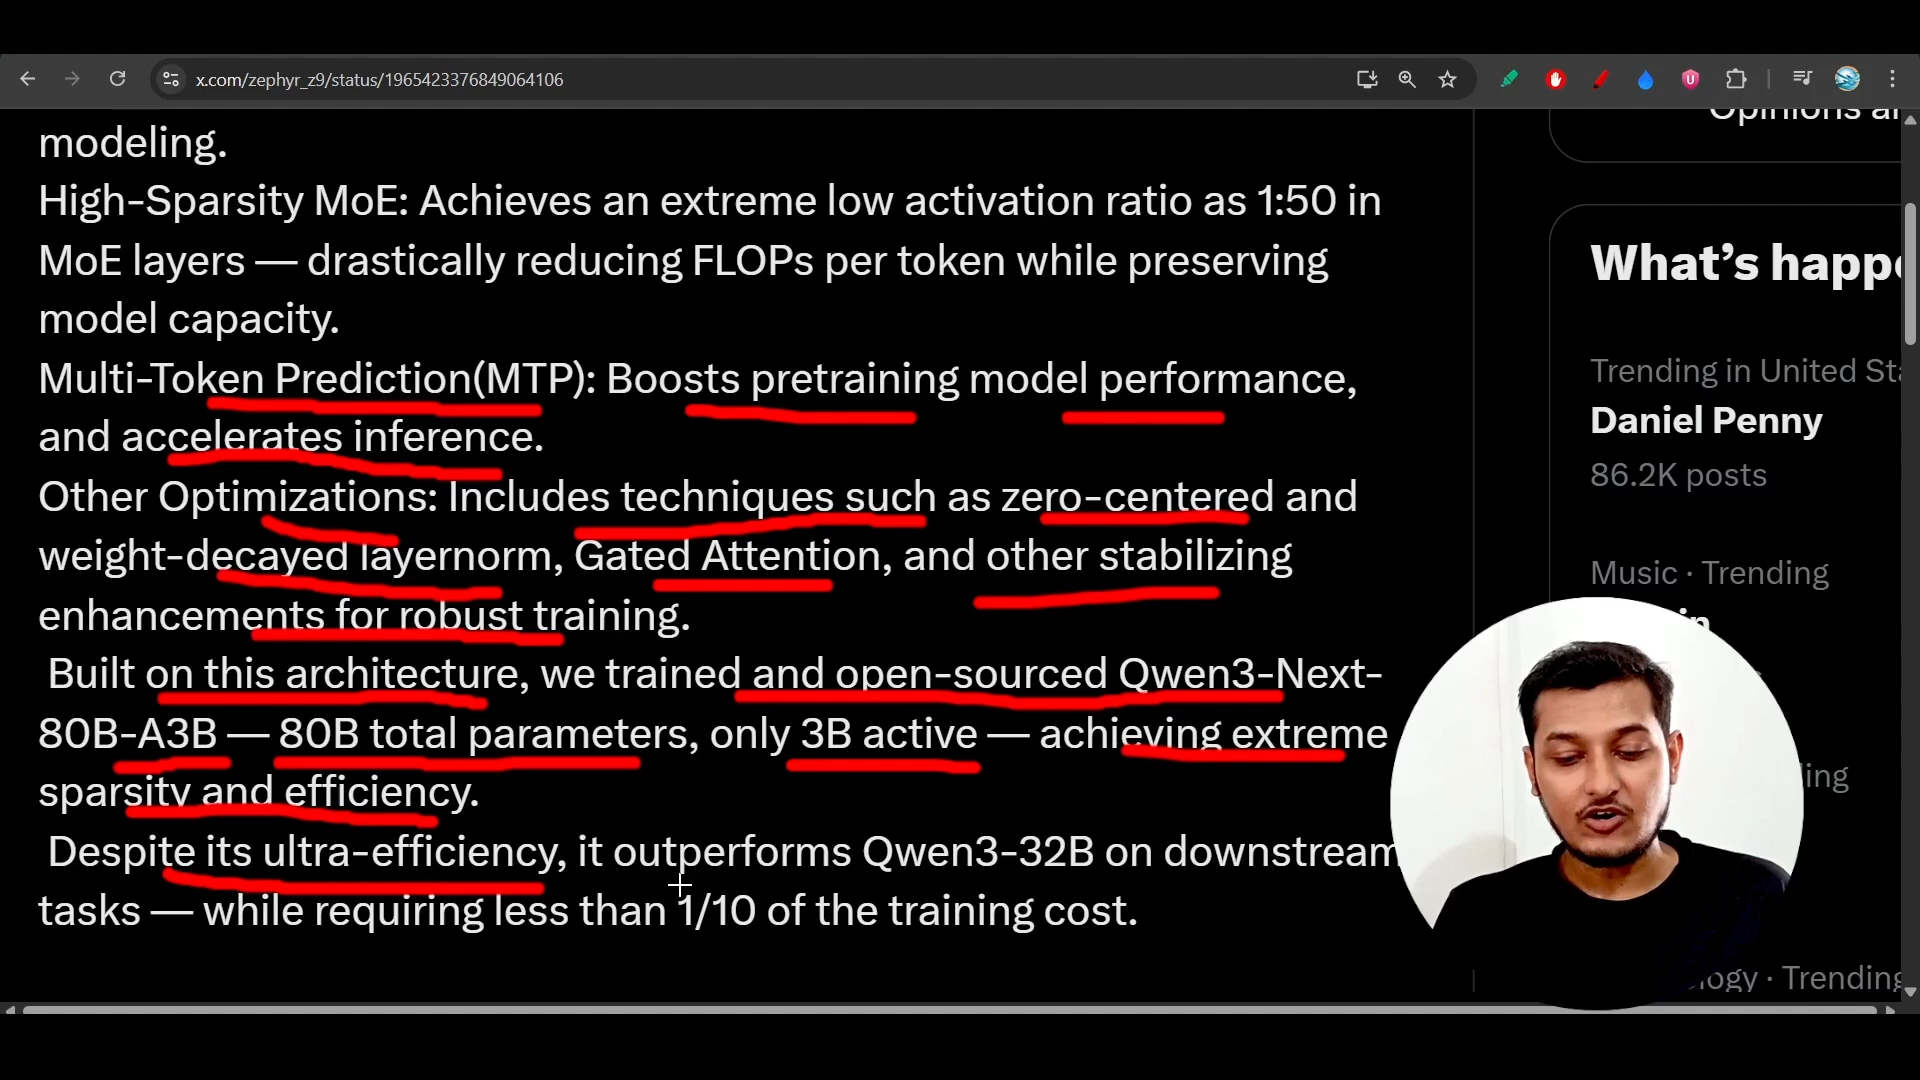 x.com/zephyr_z9/status/1965423376849064106
modeling.
High-Sparsity MoE: Achieves an extreme low activation ratio as 1:50 in
MoE layers — drastically reducing FLOPs per token while preserving
model capacity.
Multi-Token Prediction(MTP): Boosts pretraining model performance,
and accelerates inference.
Other Optimizations: Includes techniques such as zero-centered and
weight-decayed layernorm, Gated Attention, and other stabilizing
enhancements for robust training.
Built on this architecture, we trained and open-sourced Qwen3-Next-
80B-A3B — 80B total parameters, only 3B active — achieving extreme
sparsity and efficiency.
Despite its ultra-efficiency, it outperforms Qwen3-32B on downstream
tasks — while requiring less than 1/10 of the training cost.
Opinions
What's happe
Trending in United Sta
Daniel Penny
86.2K posts
Music · Trending
Trending